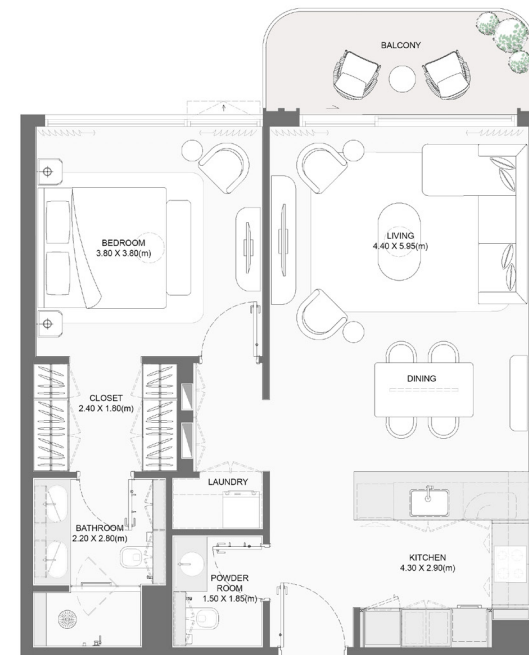 BALCONY
BEDROOM
3.80 X 3.80(m)
LIVING
4.40 X 5.95(m)
DINING
CLOSET
2.40 X 1.80(m)
LAUNDRY
BATHROOM
2.20 X 2.80(m)
KITCHEN
4.30 X 2.90(m)
POWDER
ROOM
1.50 X 1.85(m)